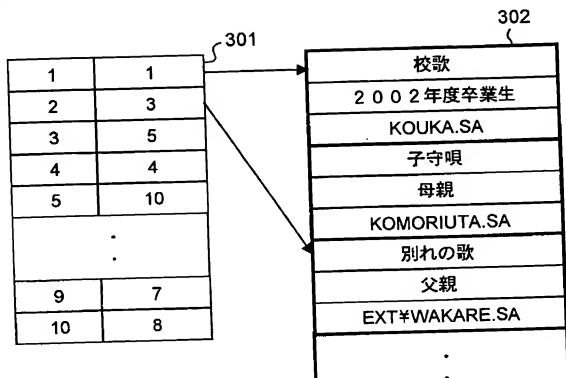 301
1 1
2 3
3 5
4 4
5 10
.
.
9 7
10 8
302
校歌
2002年度卒業生
KOUKA.SA
子守唄
母親
KOMORIUTA.SA
別れの歌
父親
EXT¥WAKARE.SA
.
.